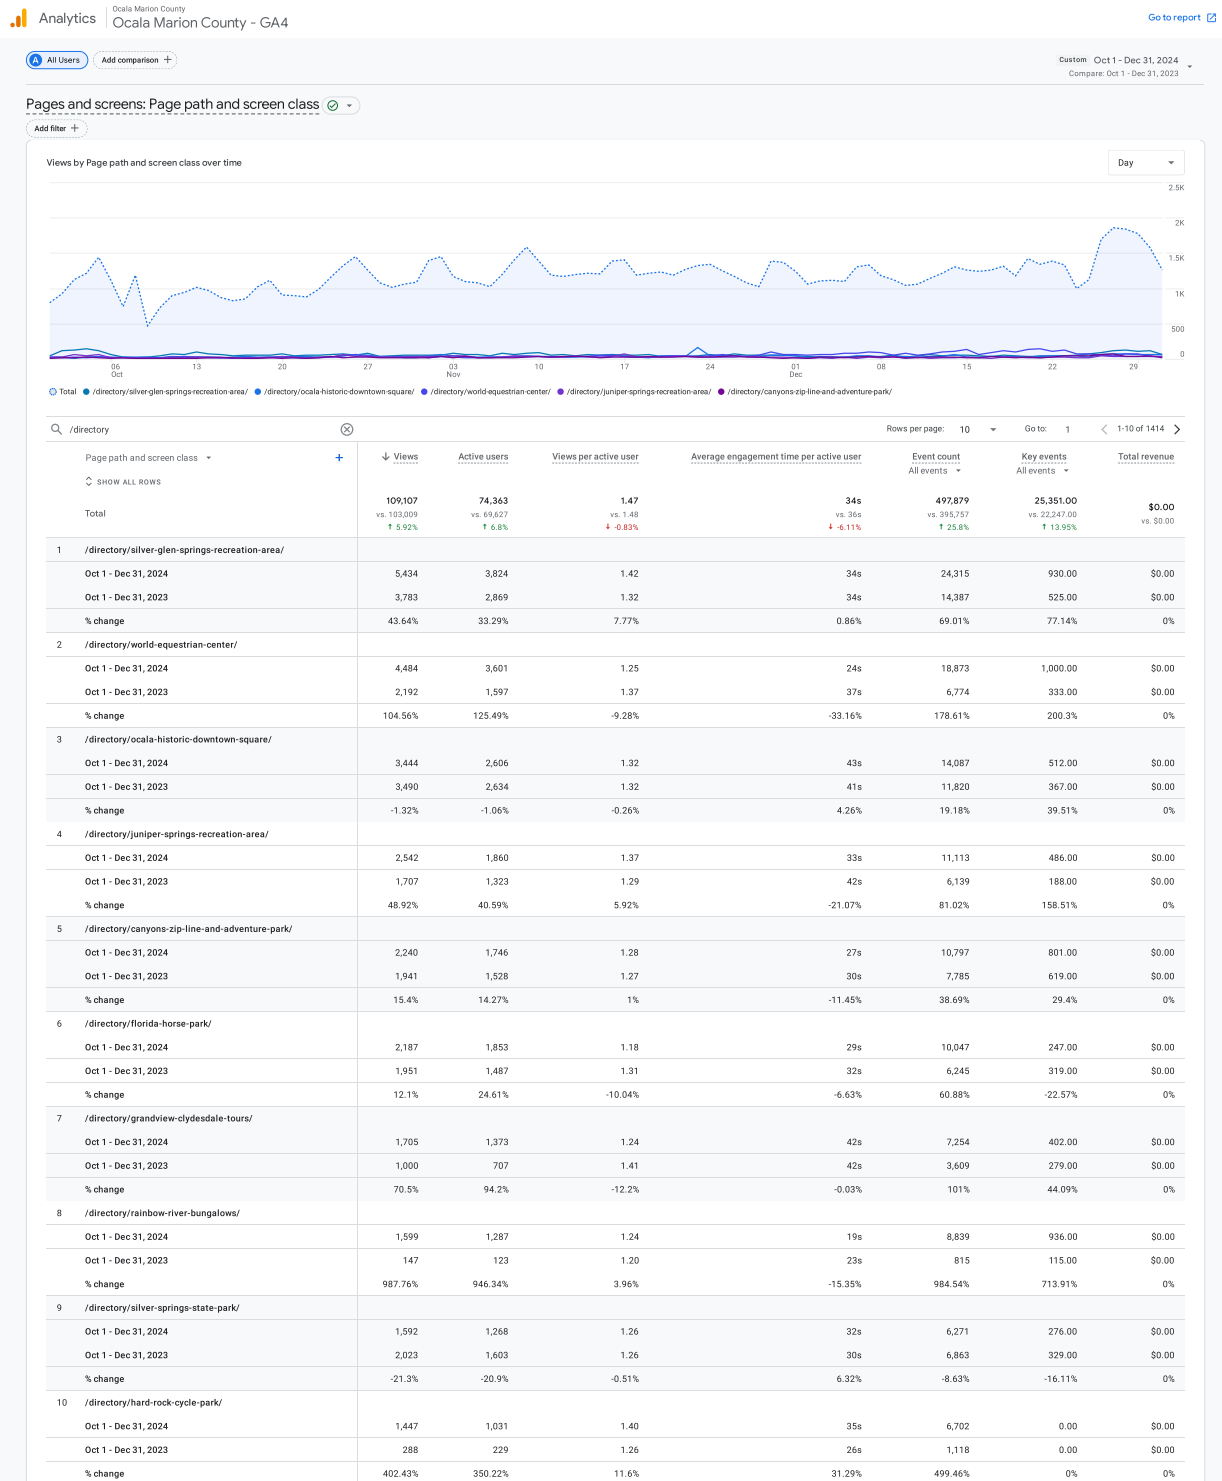 Analytics
Ocala Marion County
Ocala Marion County - GA4
Go to report
A All Users
Add comparison +
Custom Oct 1 - Dec 31, 2024
Compare: Oct 1 - Dec 31, 2023
Pages and screens: Page path and screen class
Add filter +
Views by Page path and screen class over time
Day
2.5K
2K
1.5K
1K
500
0
06 Oct
13
20
27
03 Nov
10
17
24
01 Dec
08
15
22
29
Total /directory/silver-glen-springs-recreation-area/ /directory/ocala-historic-downtown-square/ /directory/world-equestrian-center/ /directory/juniper-springs-recreation-area/ /directory/canyons-zip-line-and-adventure-park/
/directory
Rows per page: 10 Go to: 1 1-10 of 1414
Page path and screen class + Views Active users Views per active user Average engagement time per active user Event count Key events Total revenue
All events All events
SHOW ALL ROWS
Total
109,107 74,363 1.47 34s 497,879 25,351.00 $0.00
vs. 103,009 vs. 69,627 vs. 1.48 vs. 36s vs. 395,757 vs. 22,247.00 vs. $0.00
↑ 5.92% ↑ 6.8% ↓ -0.83% ↓ -6.11% ↑ 25.8% ↑ 13.95%
1 /directory/silver-glen-springs-recreation-area/
Oct 1 - Dec 31, 2024 5,434 3,824 1.42 34s 24,315 930.00 $0.00
Oct 1 - Dec 31, 2023 3,783 2,869 1.32 34s 14,387 525.00 $0.00
% change 43.64% 33.29% 7.77% 0.86% 69.01% 77.14% 0%
2 /directory/world-equestrian-center/
Oct 1 - Dec 31, 2024 4,484 3,601 1.25 24s 18,873 1,000.00 $0.00
Oct 1 - Dec 31, 2023 2,192 1,597 1.37 37s 6,774 333.00 $0.00
% change 104.56% 125.49% -9.28% -33.16% 178.61% 200.3% 0%
3 /directory/ocala-historic-downtown-square/
Oct 1 - Dec 31, 2024 3,444 2,606 1.32 43s 14,087 512.00 $0.00
Oct 1 - Dec 31, 2023 3,490 2,634 1.32 41s 11,820 367.00 $0.00
% change -1.32% -1.06% -0.26% 4.26% 19.18% 39.51% 0%
4 /directory/juniper-springs-recreation-area/
Oct 1 - Dec 31, 2024 2,542 1,860 1.37 33s 11,113 486.00 $0.00
Oct 1 - Dec 31, 2023 1,707 1,323 1.29 42s 6,139 188.00 $0.00
% change 48.92% 40.59% 5.92% -21.07% 81.02% 158.51% 0%
5 /directory/canyons-zip-line-and-adventure-park/
Oct 1 - Dec 31, 2024 2,240 1,746 1.28 27s 10,797 801.00 $0.00
Oct 1 - Dec 31, 2023 1,941 1,528 1.27 30s 7,785 619.00 $0.00
% change 15.4% 14.27% 1% -11.45% 38.69% 29.4% 0%
6 /directory/florida-horse-park/
Oct 1 - Dec 31, 2024 2,187 1,853 1.18 29s 10,047 247.00 $0.00
Oct 1 - Dec 31, 2023 1,951 1,487 1.31 32s 6,245 319.00 $0.00
% change 12.1% 24.61% -10.04% -6.63% 60.88% -22.57% 0%
7 /directory/grandview-clydesdale-tours/
Oct 1 - Dec 31, 2024 1,705 1,373 1.24 42s 7,254 402.00 $0.00
Oct 1 - Dec 31, 2023 1,000 707 1.41 42s 3,609 279.00 $0.00
% change 70.5% 94.2% -12.2% -0.03% 101% 44.09% 0%
8 /directory/rainbow-river-bungalows/
Oct 1 - Dec 31, 2024 1,599 1,287 1.24 19s 8,839 936.00 $0.00
Oct 1 - Dec 31, 2023 147 123 1.20 23s 815 115.00 $0.00
% change 987.76% 946.34% 3.96% -15.35% 984.54% 713.91% 0%
9 /directory/silver-springs-state-park/
Oct 1 - Dec 31, 2024 1,592 1,268 1.26 32s 6,271 276.00 $0.00
Oct 1 - Dec 31, 2023 2,023 1,603 1.26 30s 6,863 329.00 $0.00
% change -21.3% -20.9% -0.51% 6.32% -8.63% -16.11% 0%
10 /directory/hard-rock-cycle-park/
Oct 1 - Dec 31, 2024 1,447 1,031 1.40 35s 6,702 0.00 $0.00
Oct 1 - Dec 31, 2023 288 229 1.26 26s 1,118 0.00 $0.00
% change 402.43% 350.22% 11.6% 31.29% 499.46% 0% 0%